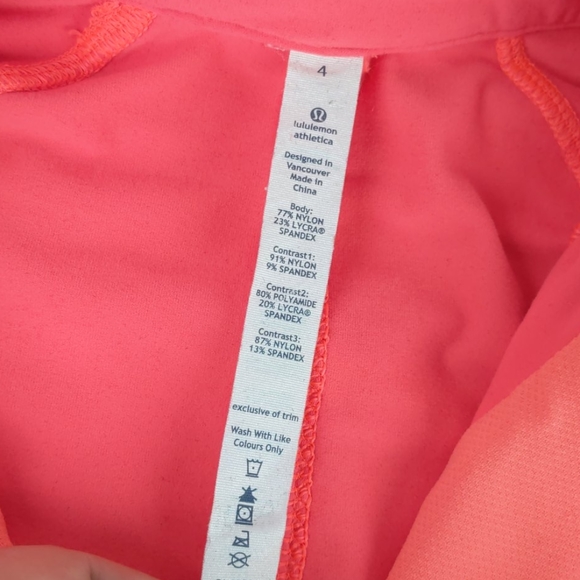 4
lululemon
athletica
Designed in
Vancouver
Made in
China
Body:
77% NYLON
23% LYCRA®
SPANDEX
Contrast1:
91% NYLON
9% SPANDEX
Contrast2:
80% POLYAMIDE
20% LYCRA®
SPANDEX
Contrast3:
87% NYLON
13% SPANDEX
exclusive of trim
Wash With Like
Colours Only